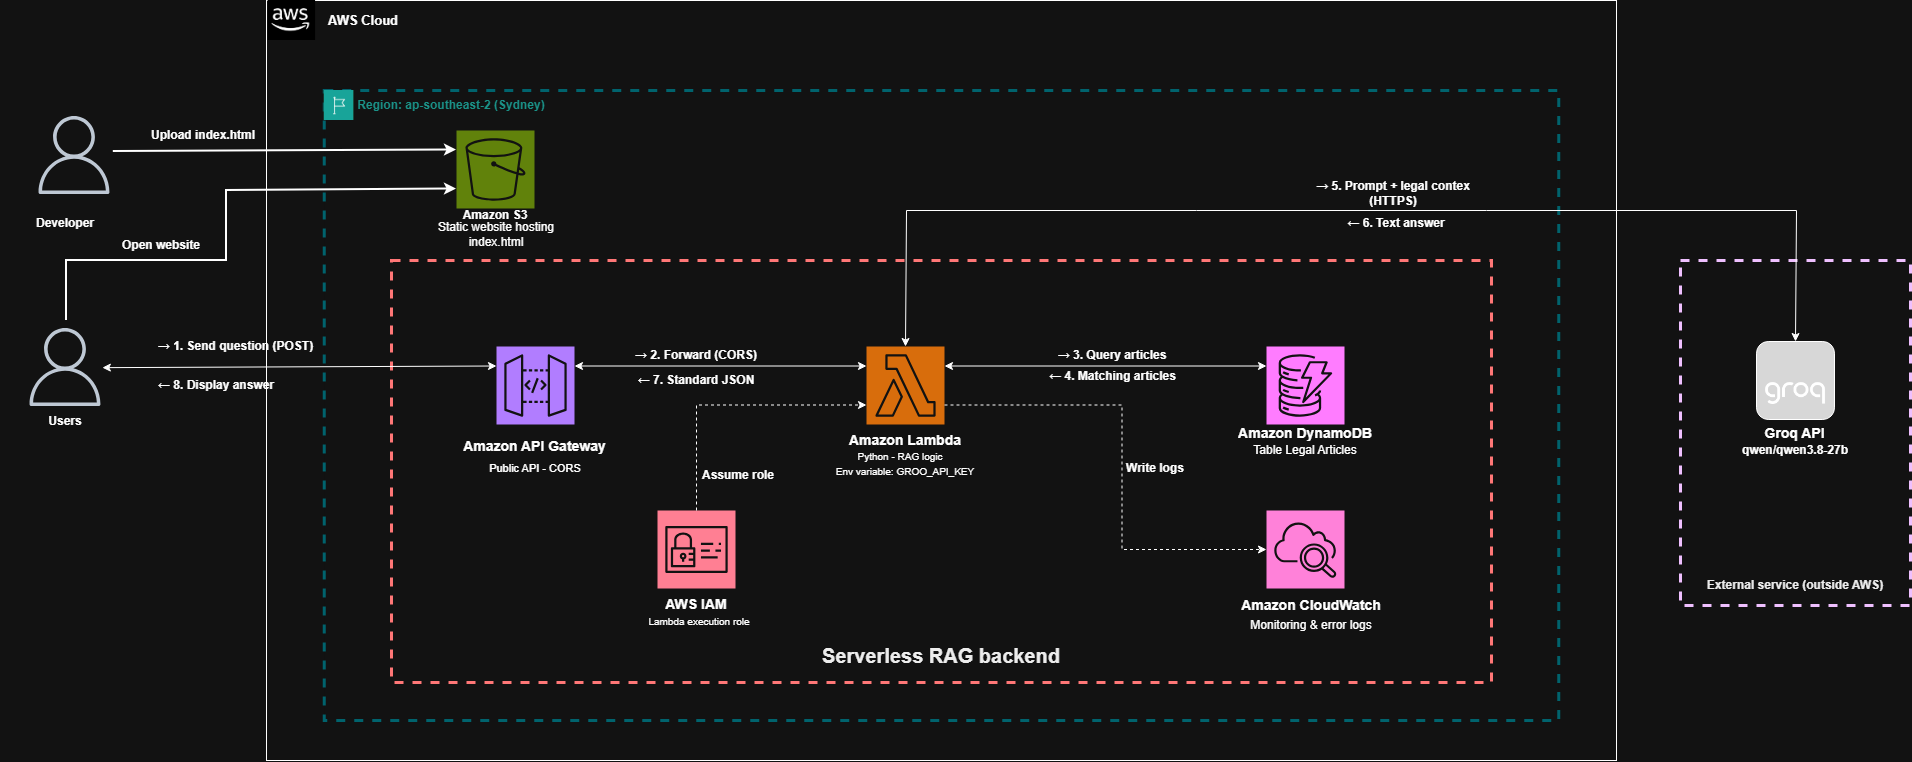 aws
AWS Cloud
Region: ap-southeast-2 (Sydney)
Upload index.html
Developer
Amazon S3
Static website hosting
index.html
Open website
→ 5. Prompt + legal contex
(HTTPS)
← 6. Text answer
→ 1. Send question (POST)
← 8. Display answer
Users
→ 2. Forward (CORS)
← 7. Standard JSON
→ 3. Query articles
← 4. Matching articles
Amazon API Gateway
Public API - CORS
Amazon Lambda
Python - RAG logic
Env variable: GROO_API_KEY
Amazon DynamoDB
Table Legal Articles
groq
Groq API
qwen/qwen3.8-27b
Assume role
Write logs
AWS IAM
Lambda execution role
Amazon CloudWatch
Monitoring & error logs
External service (outside AWS)
Serverless RAG backend